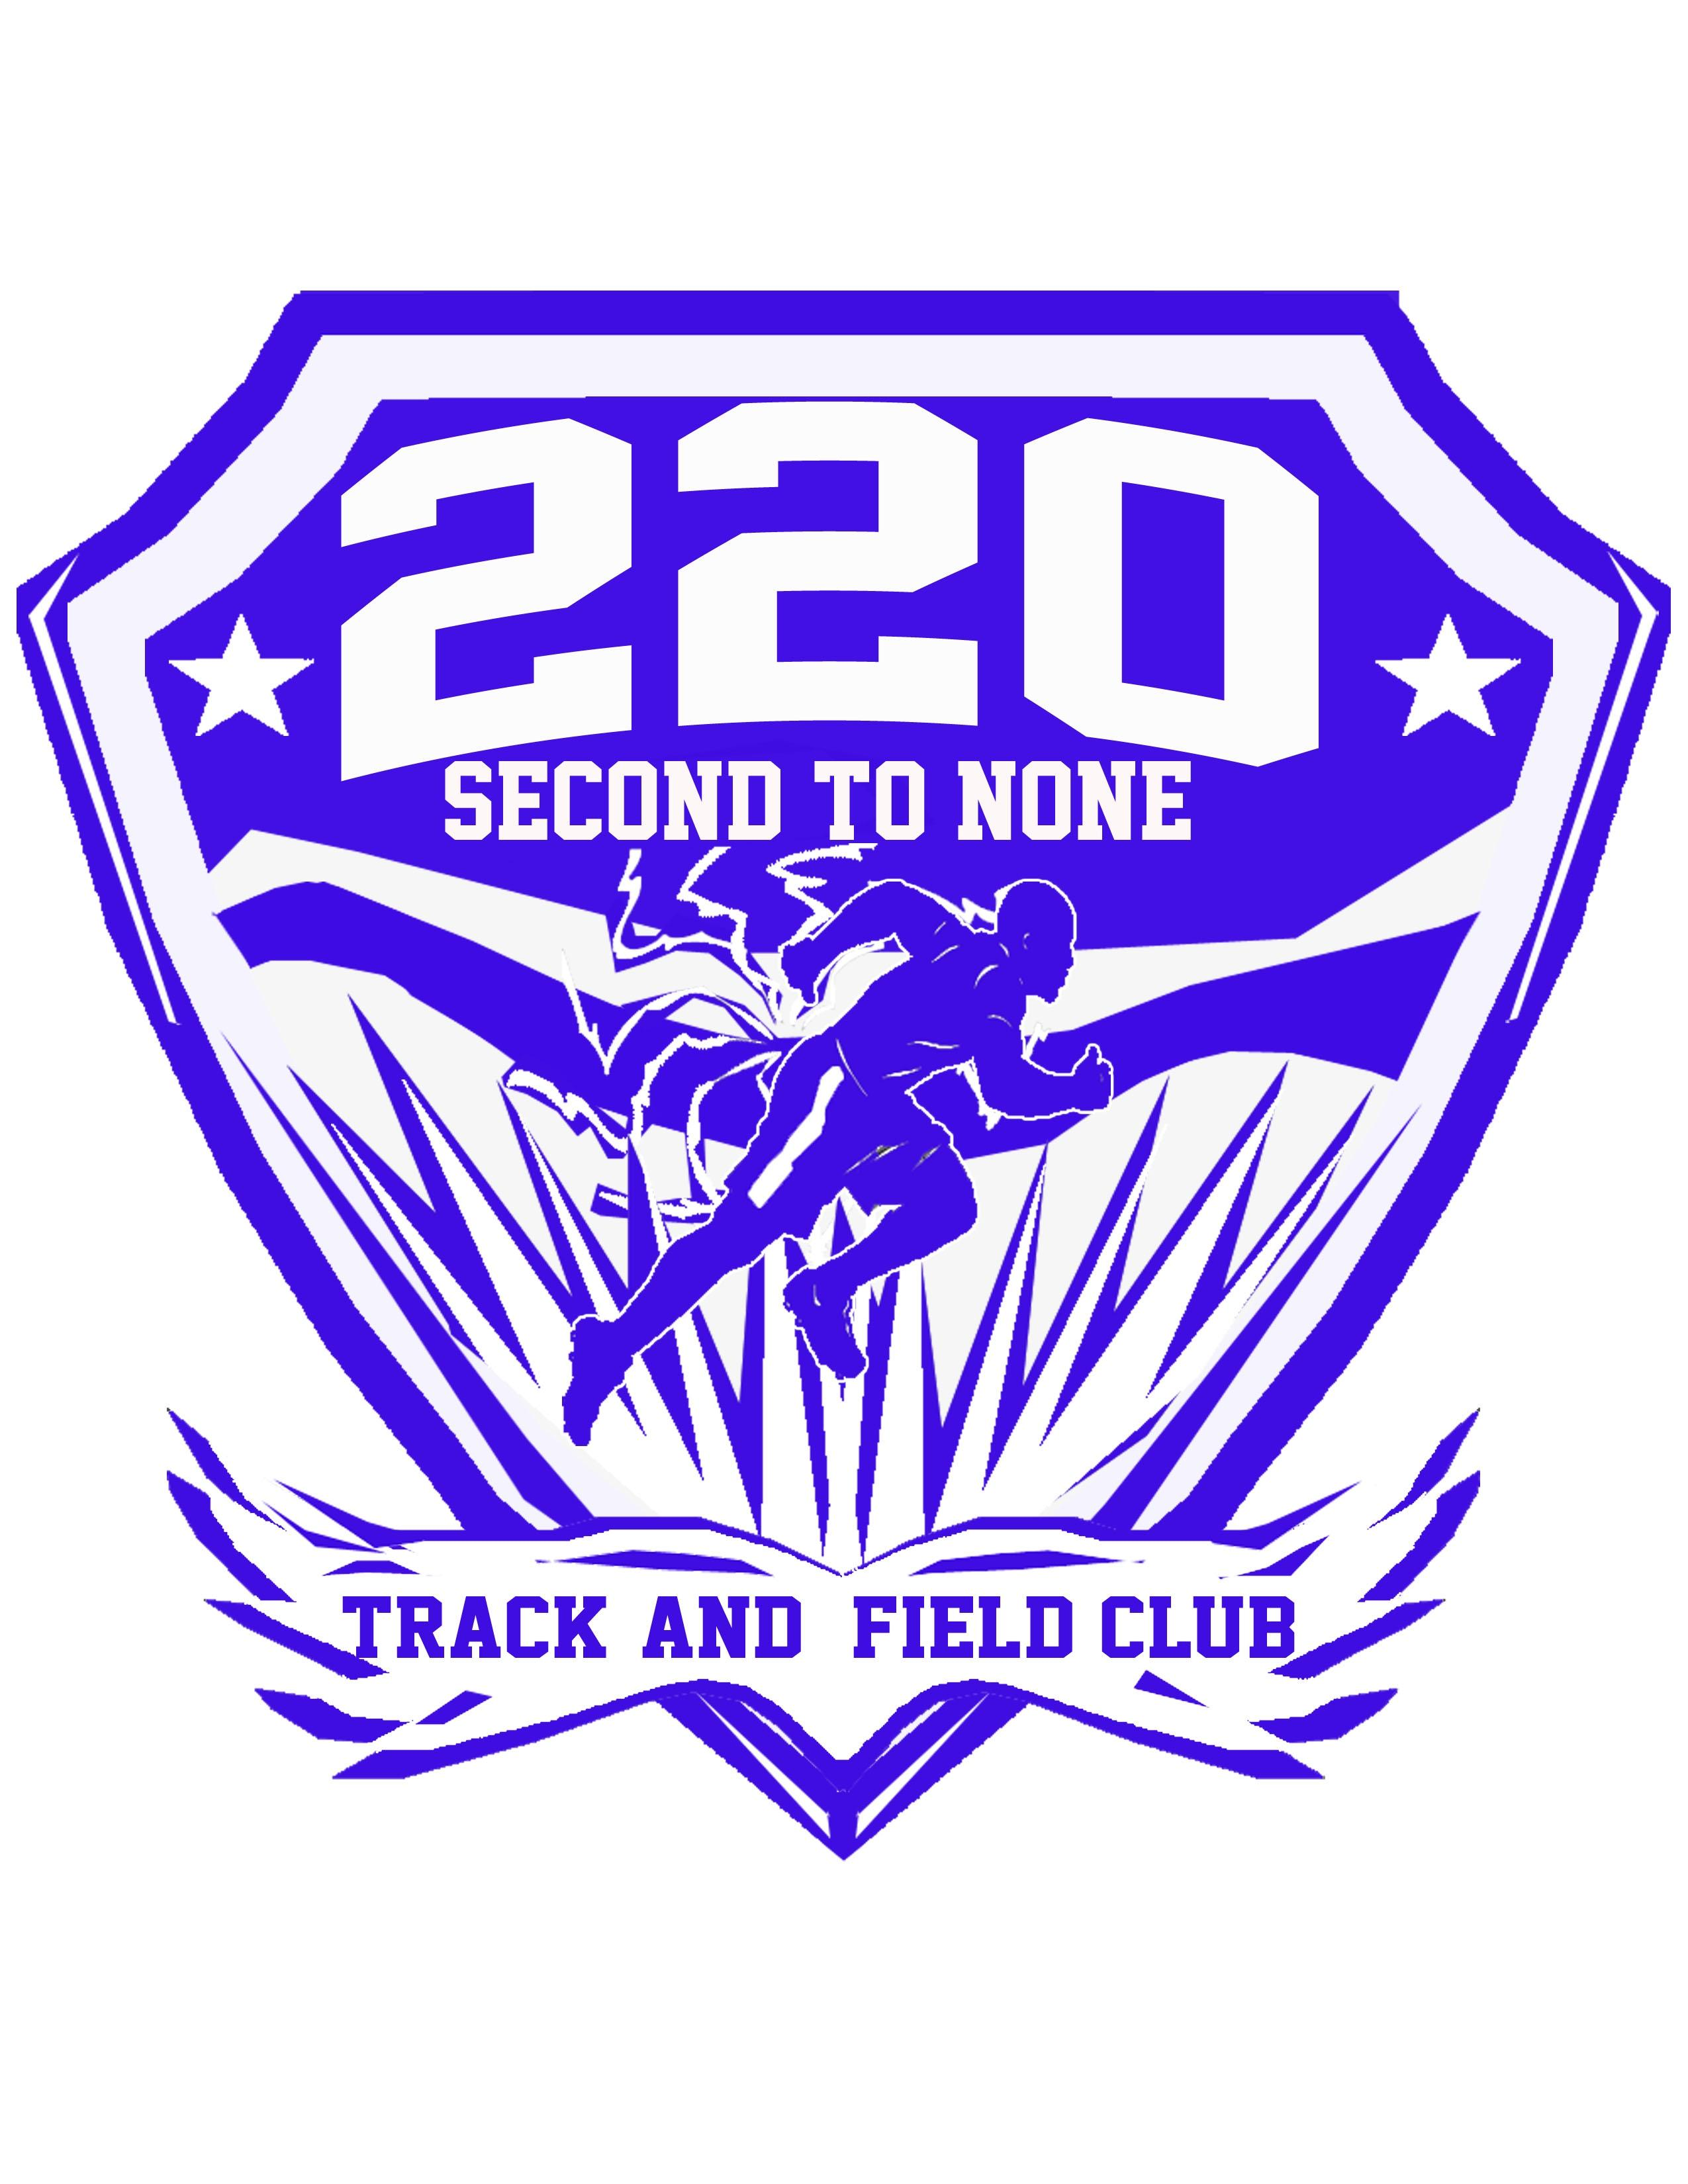 220
SECOND TO NONE
TRACK AND FIELD CLUB